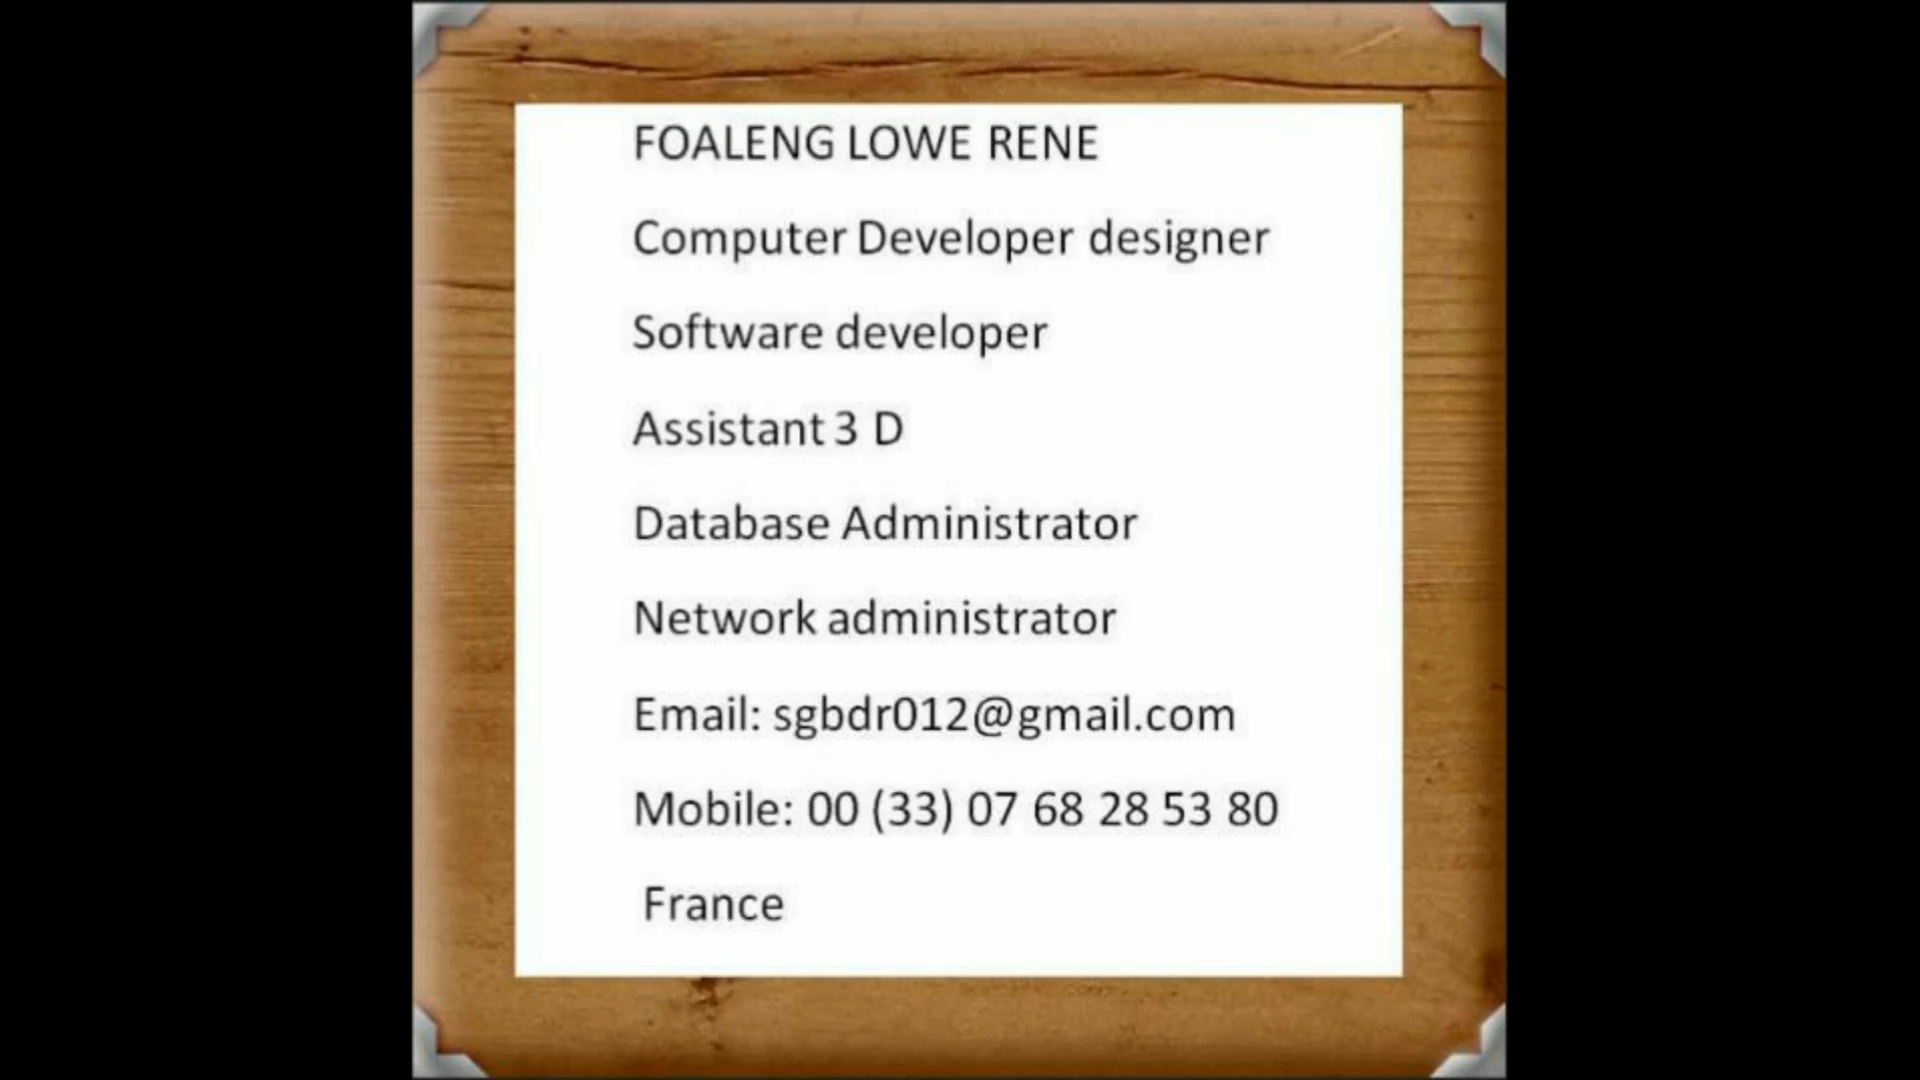 FOALENG LOWE RENE
Computer Developer designer
Software developer
Assistant 3 D
Database Administrator
Network administrator
Email: sgbdr012@gmail.com
Mobile: 00 (33) 07 68 28 53 80
France